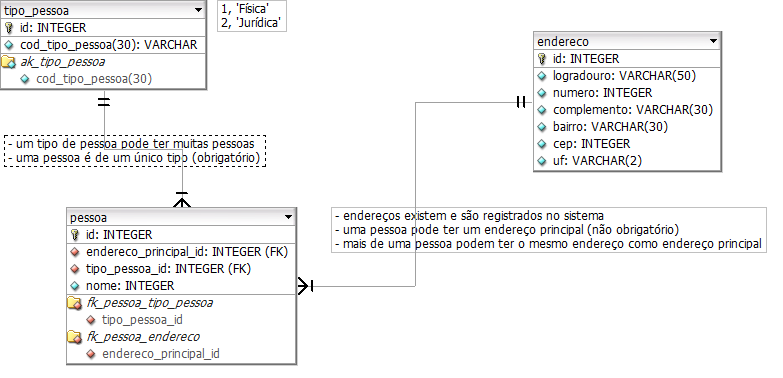 tipo_pessoa
id: INTEGER
cod_tipo_pessoa(30): VARCHAR
ak_tipo_pessoa
cod_tipo_pessoa(30)
1, 'Física'
2, 'Jurídica'
endereco
id: INTEGER
logradouro: VARCHAR(50)
numero: INTEGER
complemento: VARCHAR(30)
bairro: VARCHAR(30)
cep: INTEGER
uf: VARCHAR(2)
- um tipo de pessoa pode ter muitas pessoas
- uma pessoa é de um único tipo (obrigatório)
pessoa
id: INTEGER
endereco_principal_id: INTEGER (FK)
tipo_pessoa_id: INTEGER (FK)
nome: INTEGER
fk_pessoa_tipo_pessoa
tipo_pessoa_id
fk_pessoa_endereco
endereco_principal_id
- endereços existem e são registrados no sistema
- uma pessoa pode ter um endereço principal (não obrigatório)
- mais de uma pessoa podem ter o mesmo endereço como endereço principal